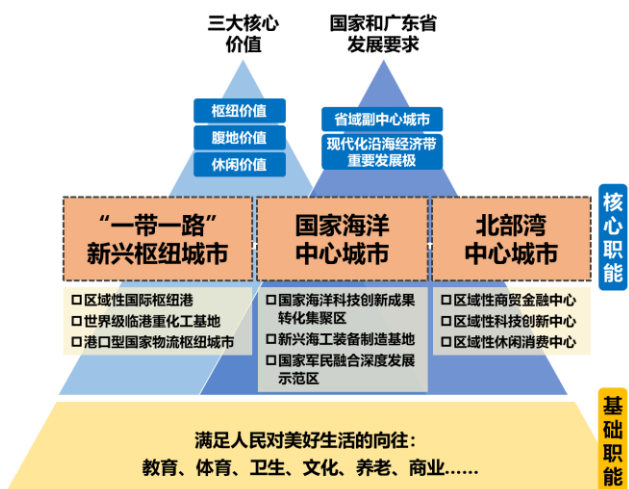 三大核心
价值
国家和广东省
发展要求
枢纽价值
腹地价值
休闲价值
省域副中心城市
现代化沿海经济带
重要发展极
“一带一路”
新兴枢纽城市
国家海洋
中心城市
北部湾
中心城市
核心职能
区域性国际枢纽港
世界级临港重化工基地
港口型国家物流枢纽城市
国家海洋科技创新成果
转化集聚区
新兴海工装备制造基地
国家军民融合深度发展
示范区
区域性商贸金融中心
区域性科技创新中心
区域性休闲消费中心
满足人民对美好生活的向往：
教育、体育、卫生、文化、养老、商业……
基础职能